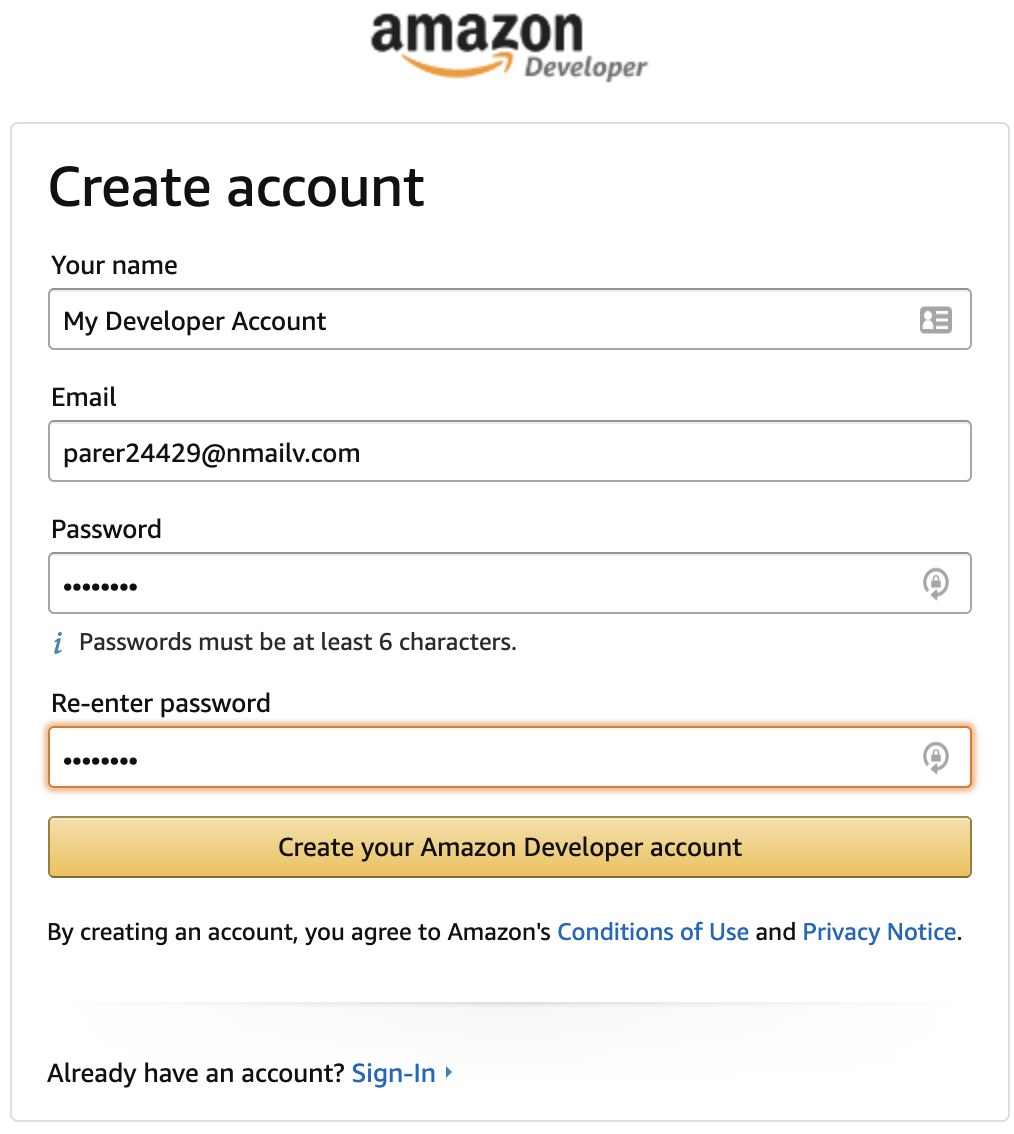 amazon
Developer
Create account
Your name
My Developer Account
Email
parer24429@nmailv.com
Password
••••••••
i Passwords must be at least 6 characters.
Re-enter password
••••••••
Create your Amazon Developer account
By creating an account, you agree to Amazon's Conditions of Use and Privacy Notice.
Already have an account? Sign-In